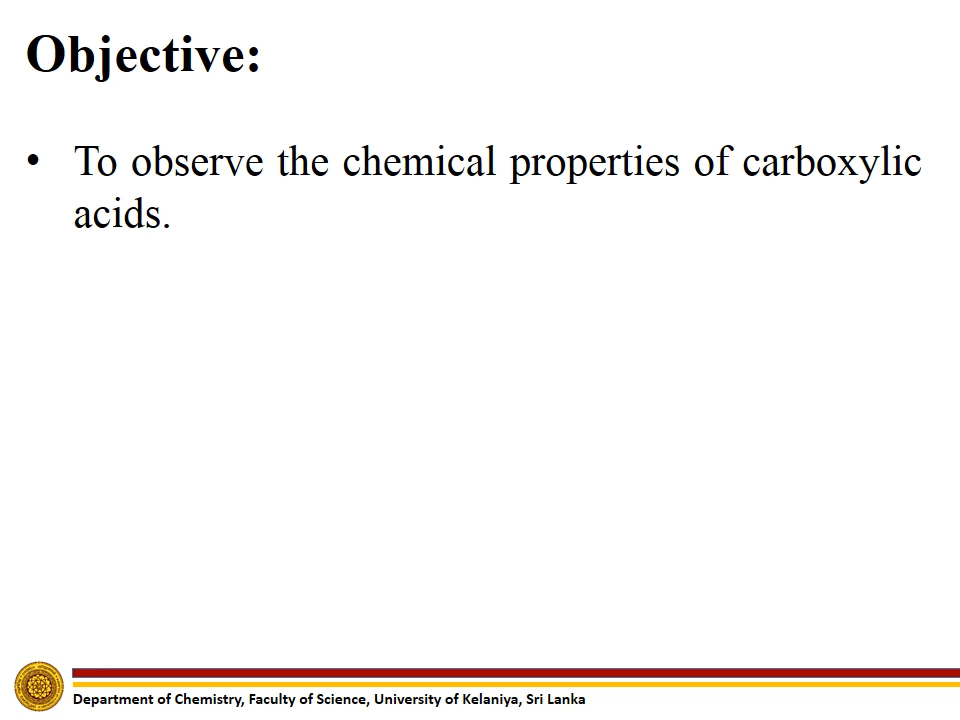 Objective:
• To observe the chemical properties of carboxylic
acids.
Department of Chemistry, Faculty of Science, University of Kelaniya, Sri Lanka